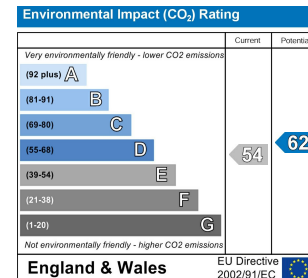 Environmental Impact (CO₂) Rating
Current Potentia
Very environmentally friendly - lower CO2 emissions
(92 plus) A
(81-91) B
(69-80) C
(55-68) D
(39-54) E
(21-38) F
(1-20) G
54
62
Not environmentally friendly - higher CO2 emissions
England & Wales
EU Directive
2002/91/EC